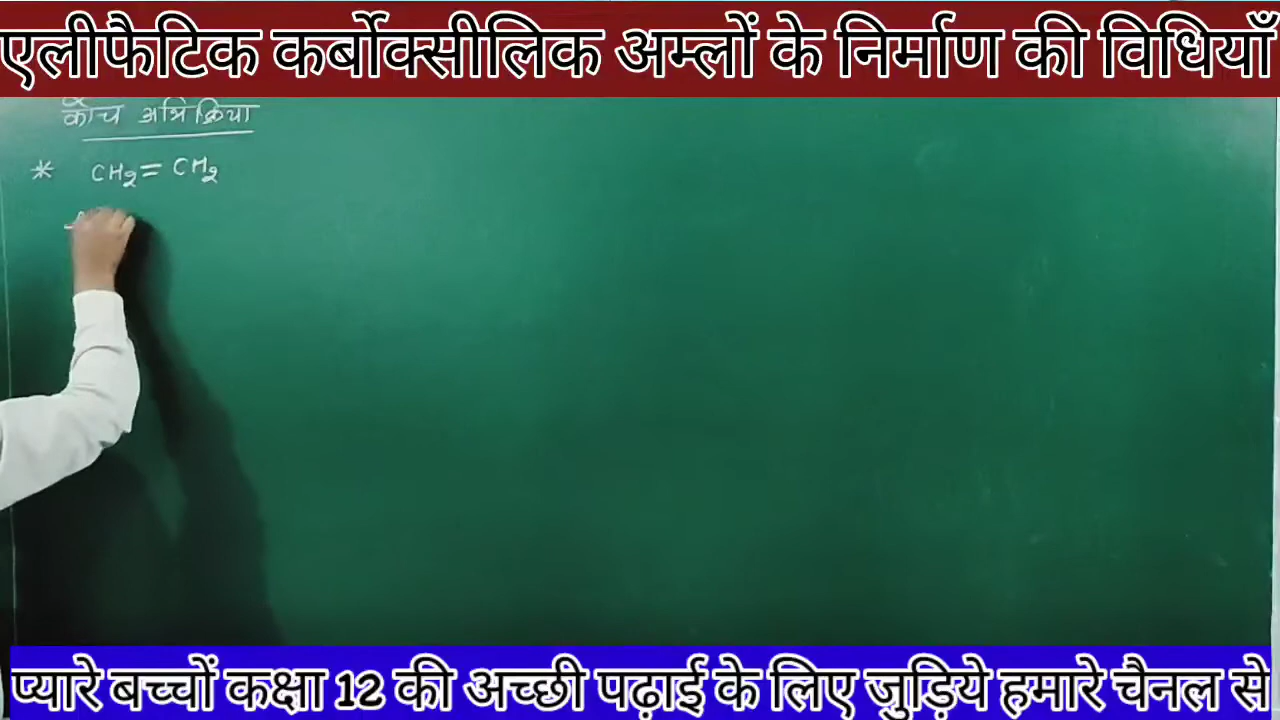 एलीफैटिक कर्बोक्सीलिक अम्लों के निर्माण की विधियाँ
कोच अभिक्रिया
* CH₂ = CH₂
प्यारे बच्चों कक्षा 12 की अच्छी पढ़ाई के लिए जुड़िये हमारे चैनल से